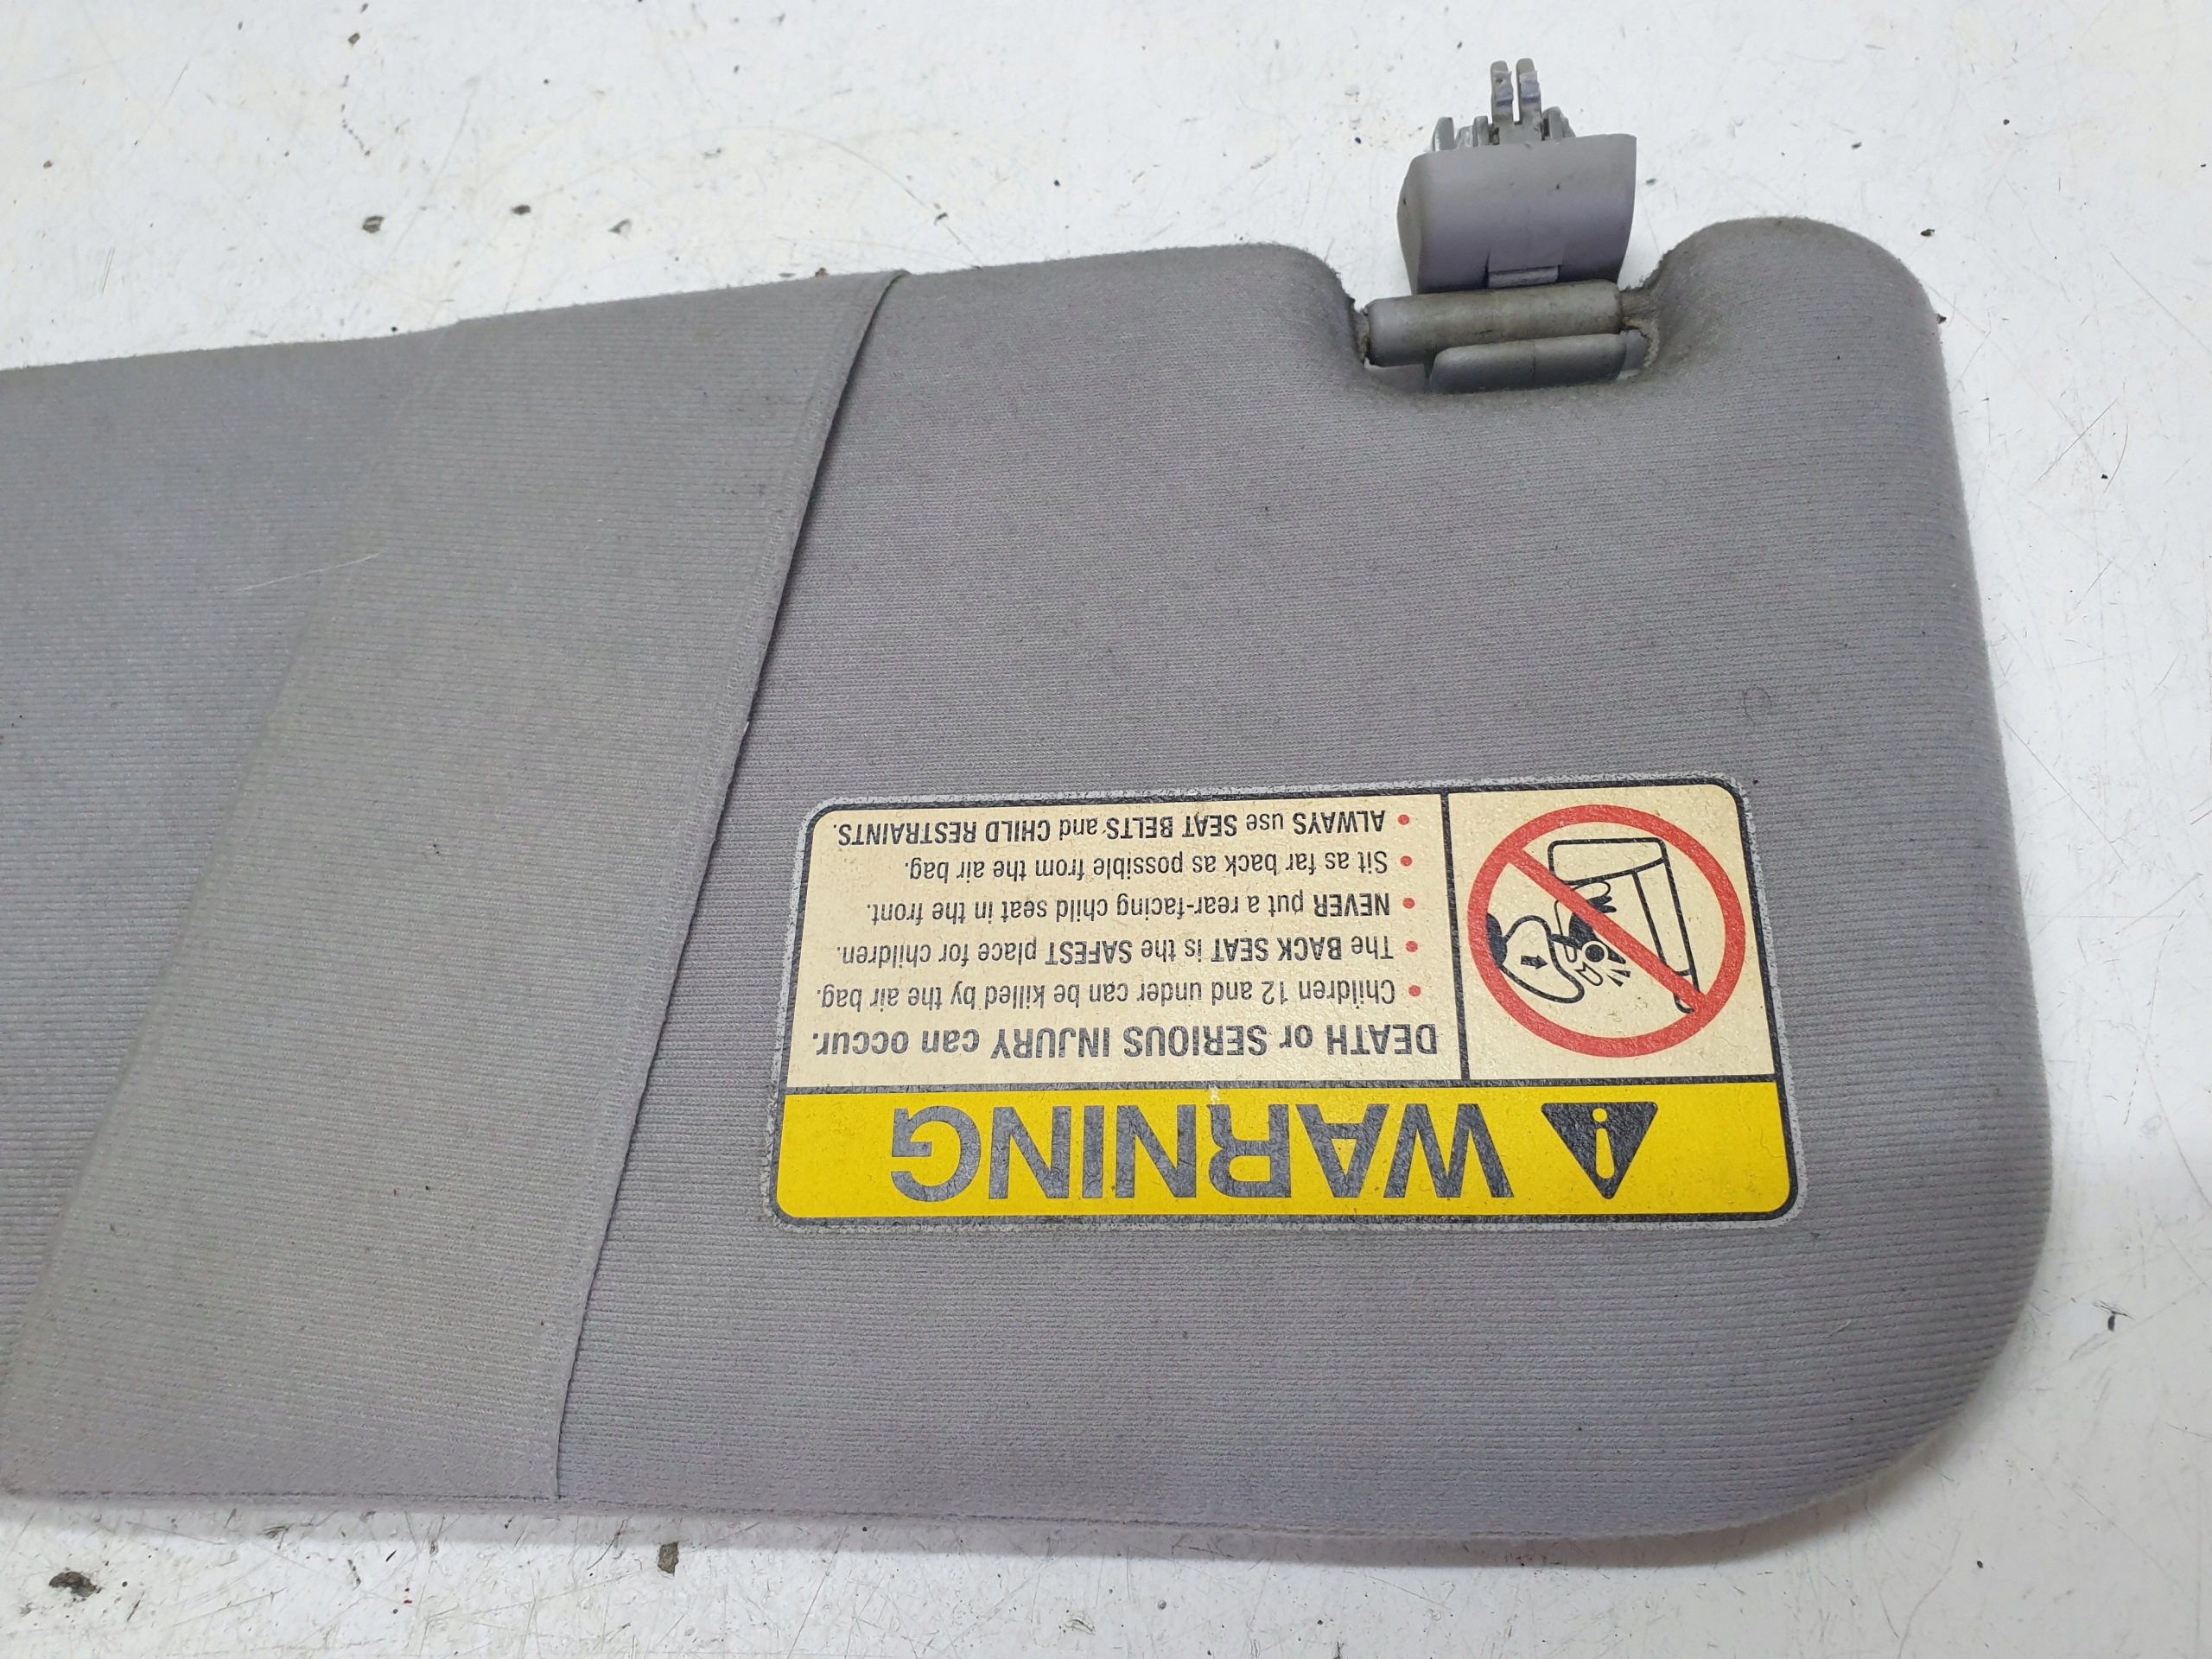 WARNING
DEATH or SERIOUS INJURY can occur.
• Children 12 and under can be killed by the air bag.
• The BACK SEAT is the SAFEST place for children.
• NEVER put a rear-facing child seat in the front.
• Sit as far back as possible from the air bag.
• ALWAYS use SEAT BELTS and CHILD RESTRAINTS.